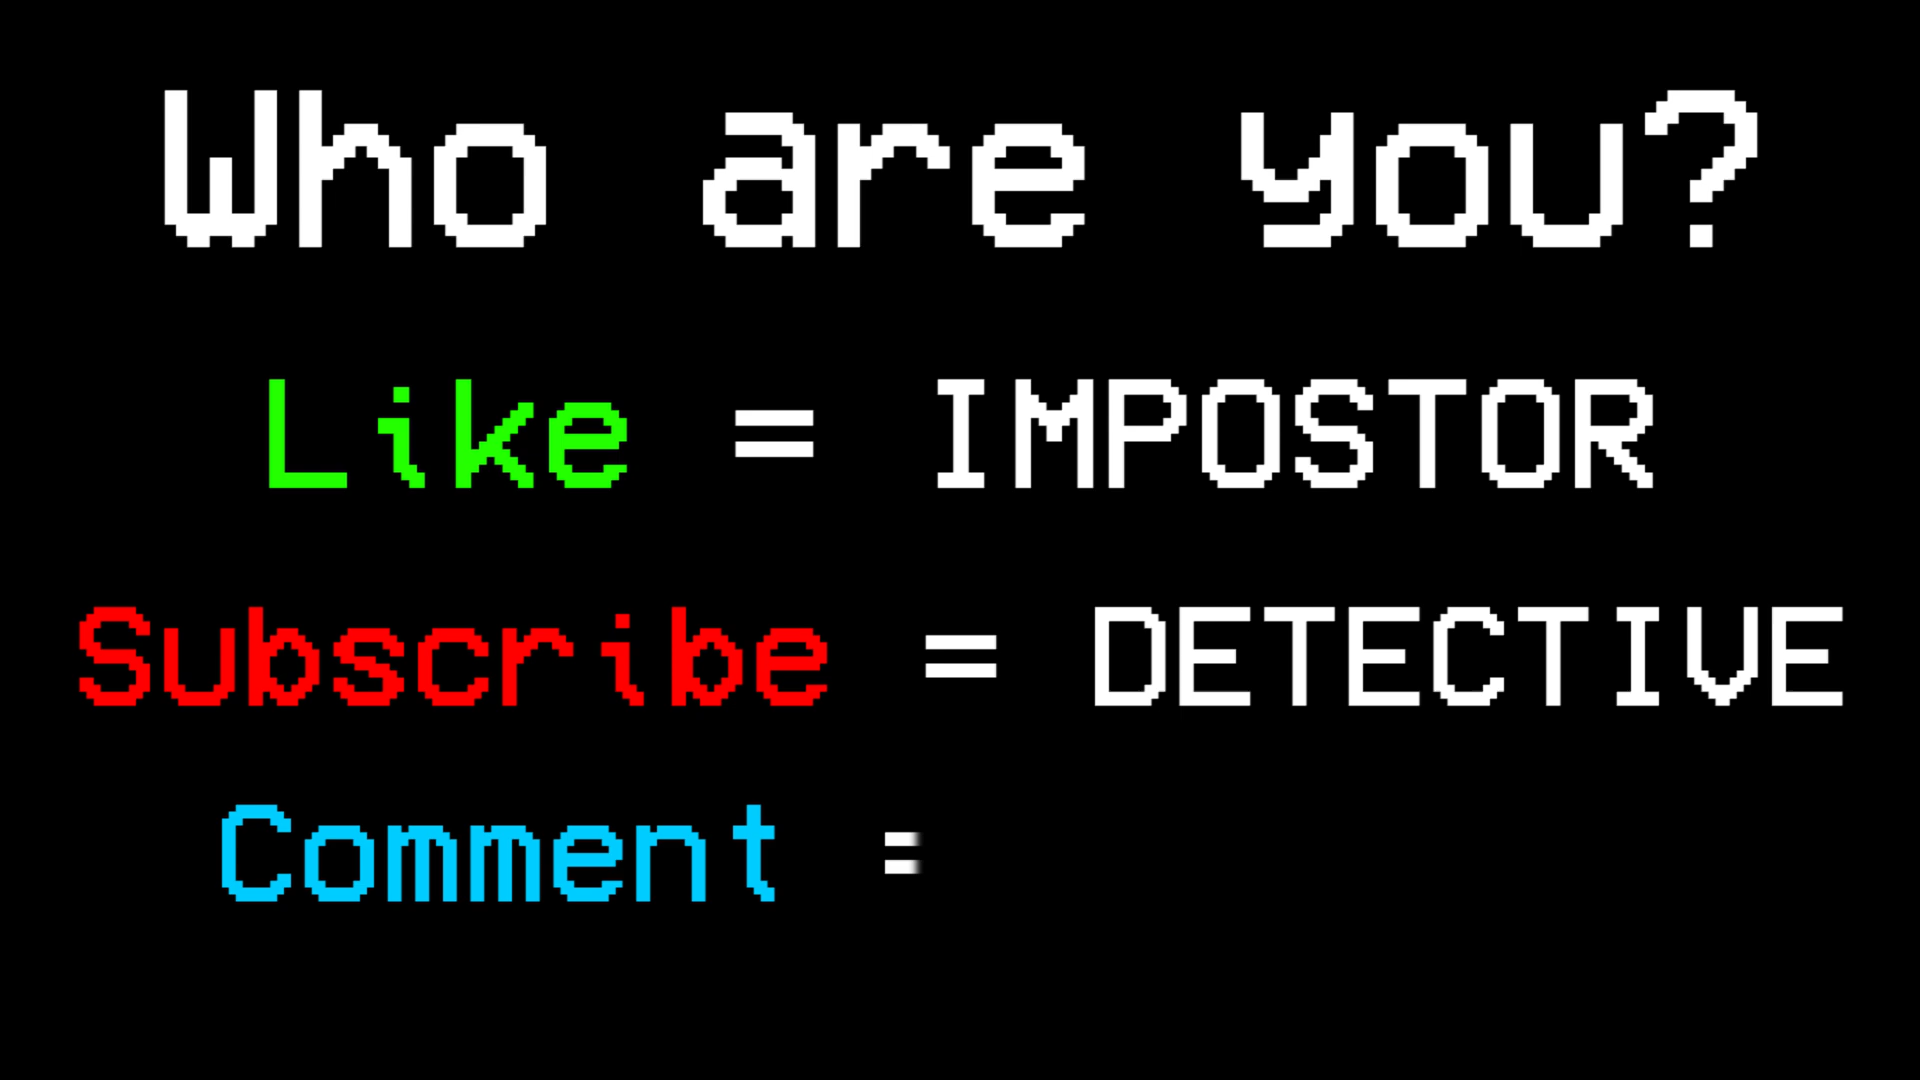 Who are you?
Like = IMPOSTOR
Subscribe = DETECTIVE
Comment =